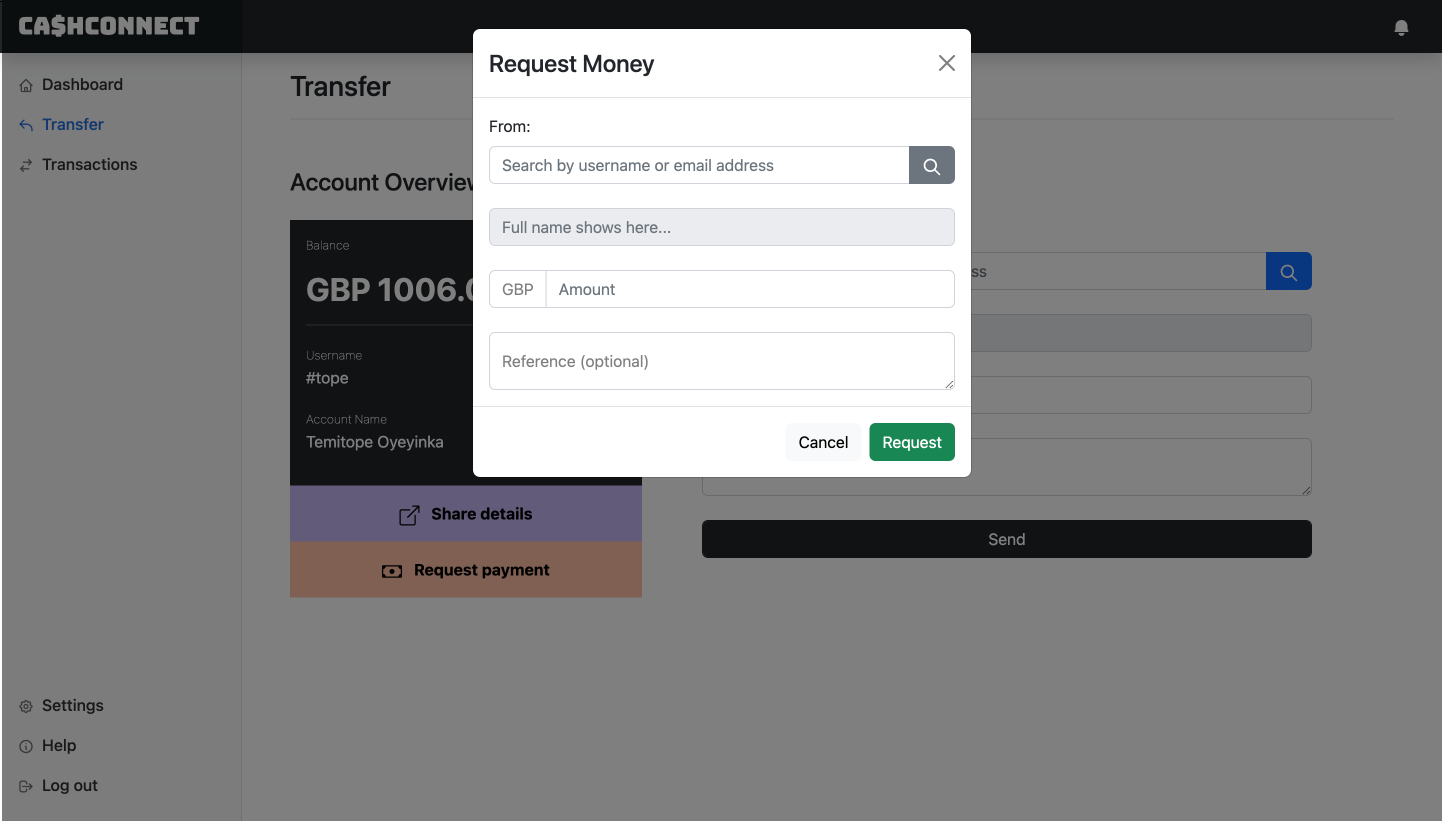 CA$HCONNECT
Dashboard
Transfer
Transactions
Settings
Help
Log out
Transfer
Account Overview
Balance
GBP 1006.0
Username
#tope
Account Name
Temitope Oyeyinka
Share details
Request payment
ss
Send
Request Money
From:
Search by username or email address
Full name shows here...
GBP
Amount
Reference (optional)
Cancel
Request